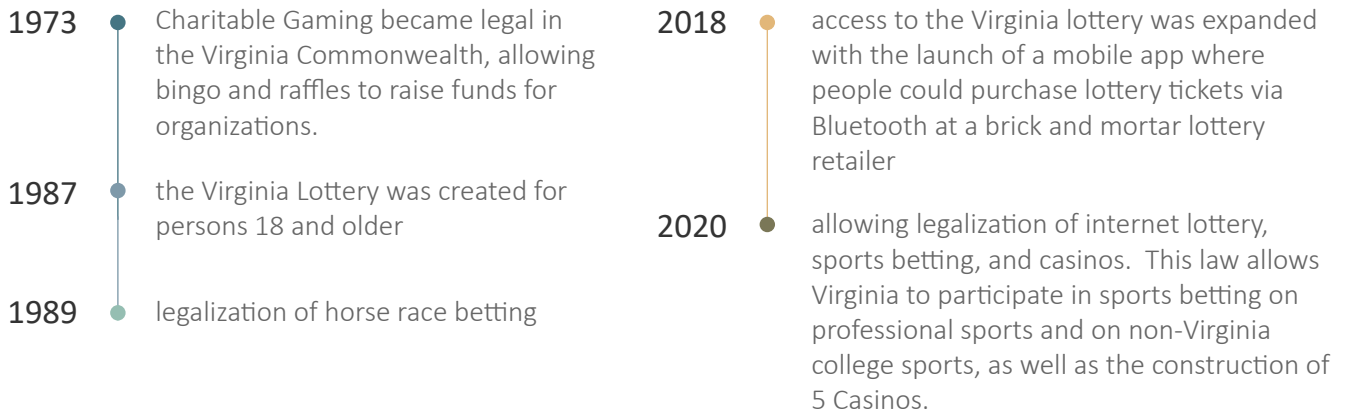 1973
Charitable Gaming became legal in
the Virginia Commonwealth, allowing
bingo and raffles to raise funds for
organizations.
1987
the Virginia Lottery was created for
persons 18 and older
1989
legalization of horse race betting
2018
access to the Virginia lottery was expanded
with the launch of a mobile app where
people could purchase lottery tickets via
Bluetooth at a brick and mortar lottery
retailer
2020
allowing legalization of internet lottery,
sports betting, and casinos.  This law allows
Virginia to participate in sports betting on
professional sports and on non-Virginia
college sports, as well as the construction of
5 Casinos.